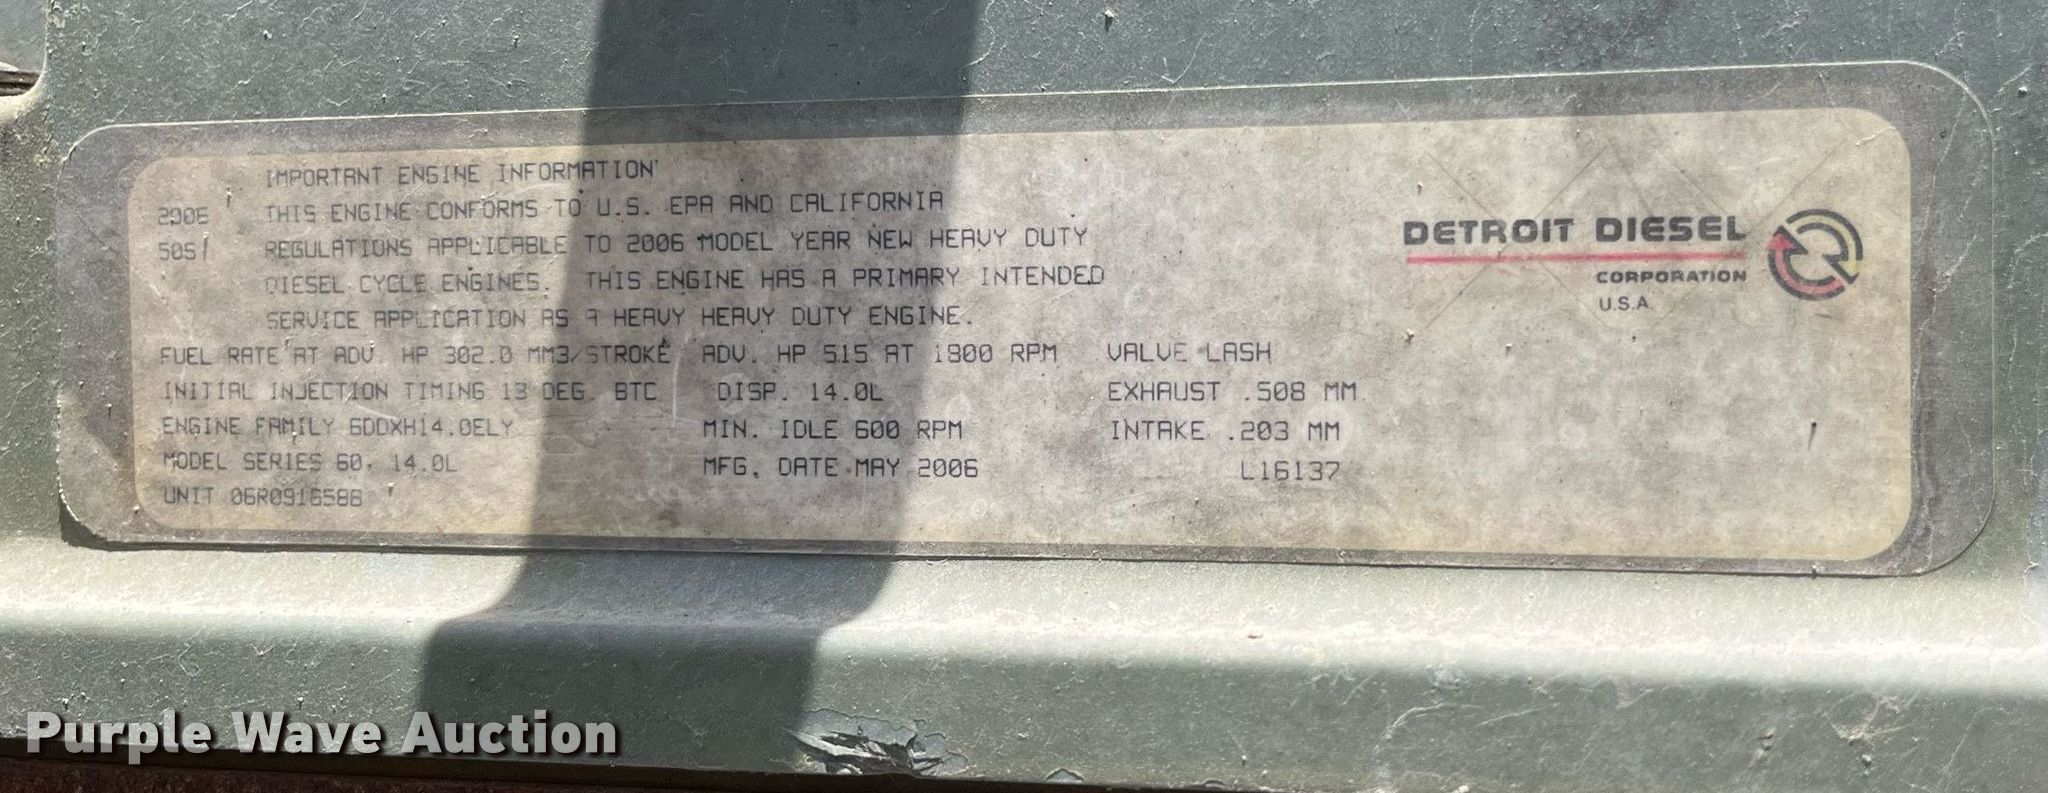 IMPORTANT ENGINE INFORMATION
200E THIS ENGINE CONFORMS TO U.S. EPA AND CALIFORNIA
505/ REGULATIONS APPLICABLE TO 2006 MODEL YEAR NEW HEAVY DUTY
DIESEL CYCLE ENGINES. THIS ENGINE HAS A PRIMARY INTENDED
SERVICE APPLICATION AS A HEAVY HEAVY DUTY ENGINE.
FUEL RATE AT ADV. HP 302.0 MM3/STROKE ADV. HP 515 AT 1800 RPM VALVE LASH
INITIAL INJECTION TIMING 13 DEG. BTC DISP. 14.0L EXHAUST .508 MM
ENGINE FAMILY 6DDXH14.0ELY MIN. IDLE 600 RPM INTAKE .203 MM
MODEL SERIES 60, 14.0L MFG. DATE MAY 2006 L16137
UNIT 06R0916588
DETROIT DIESEL
CORPORATION
U.S.A.
Purple Wave Auction